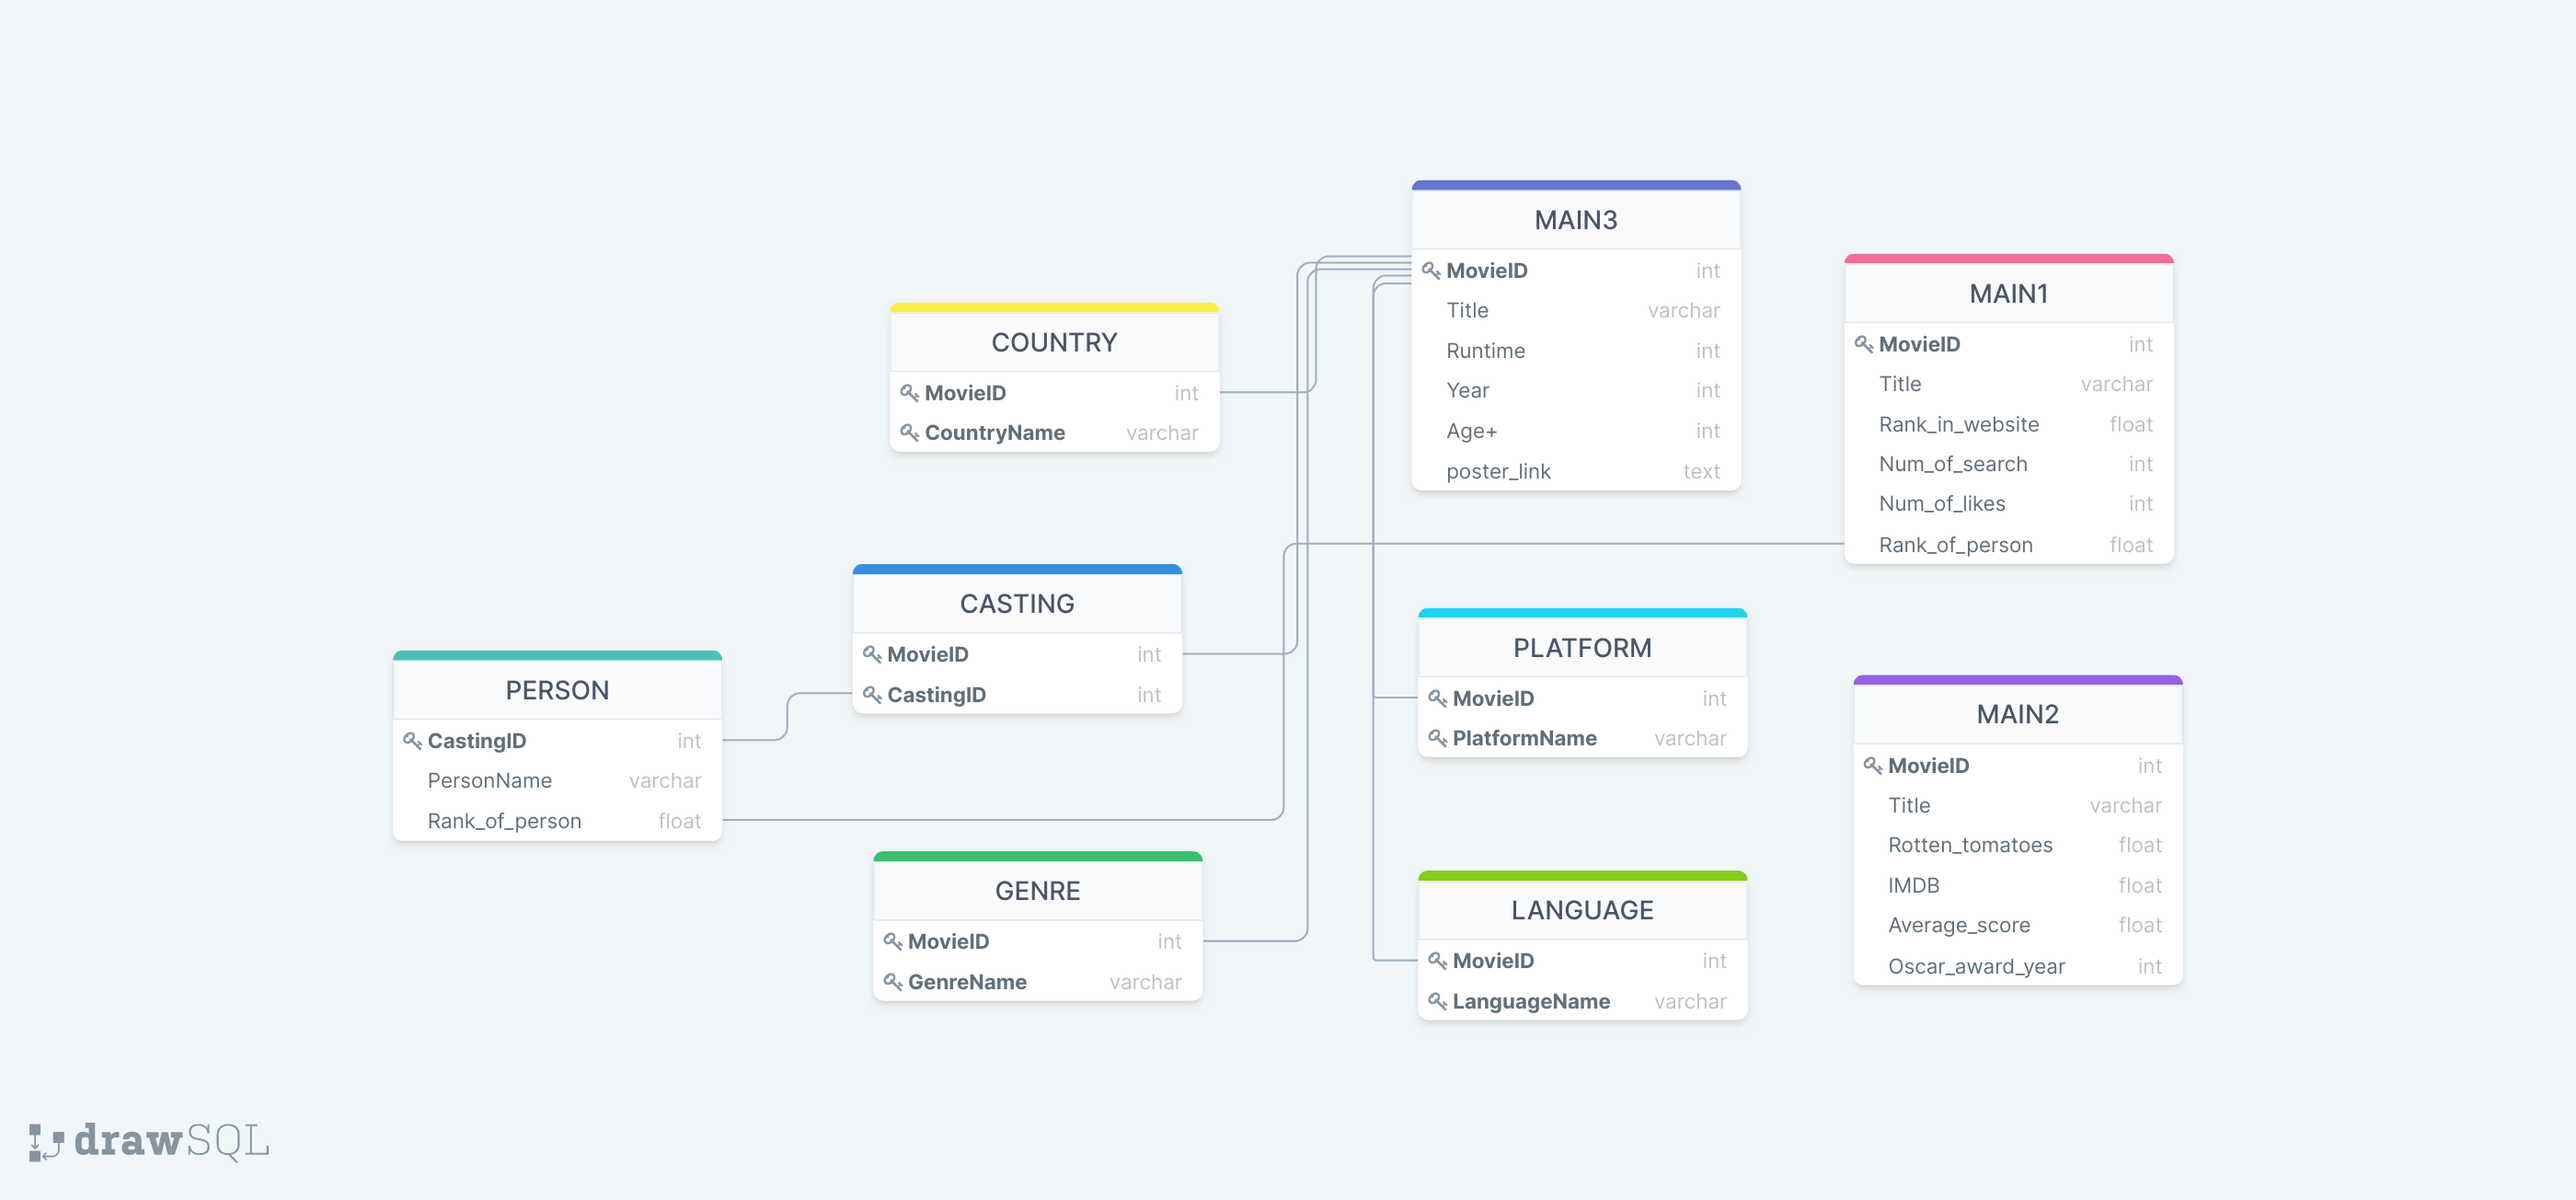 MAIN3
MovieID int
Title varchar
Runtime int
Year int
Age+ int
poster_link text
MAIN1
MovieID int
Title varchar
Rank_in_website float
Num_of_search int
Num_of_likes int
Rank_of_person float
COUNTRY
MovieID int
CountryName varchar
CASTING
MovieID int
CastingID int
PERSON
CastingID int
PersonName varchar
Rank_of_person float
PLATFORM
MovieID int
PlatformName varchar
MAIN2
MovieID int
Title varchar
Rotten_tomatoes float
IMDB float
Average_score float
Oscar_award_year int
GENRE
MovieID int
GenreName varchar
LANGUAGE
MovieID int
LanguageName varchar
drawSQL